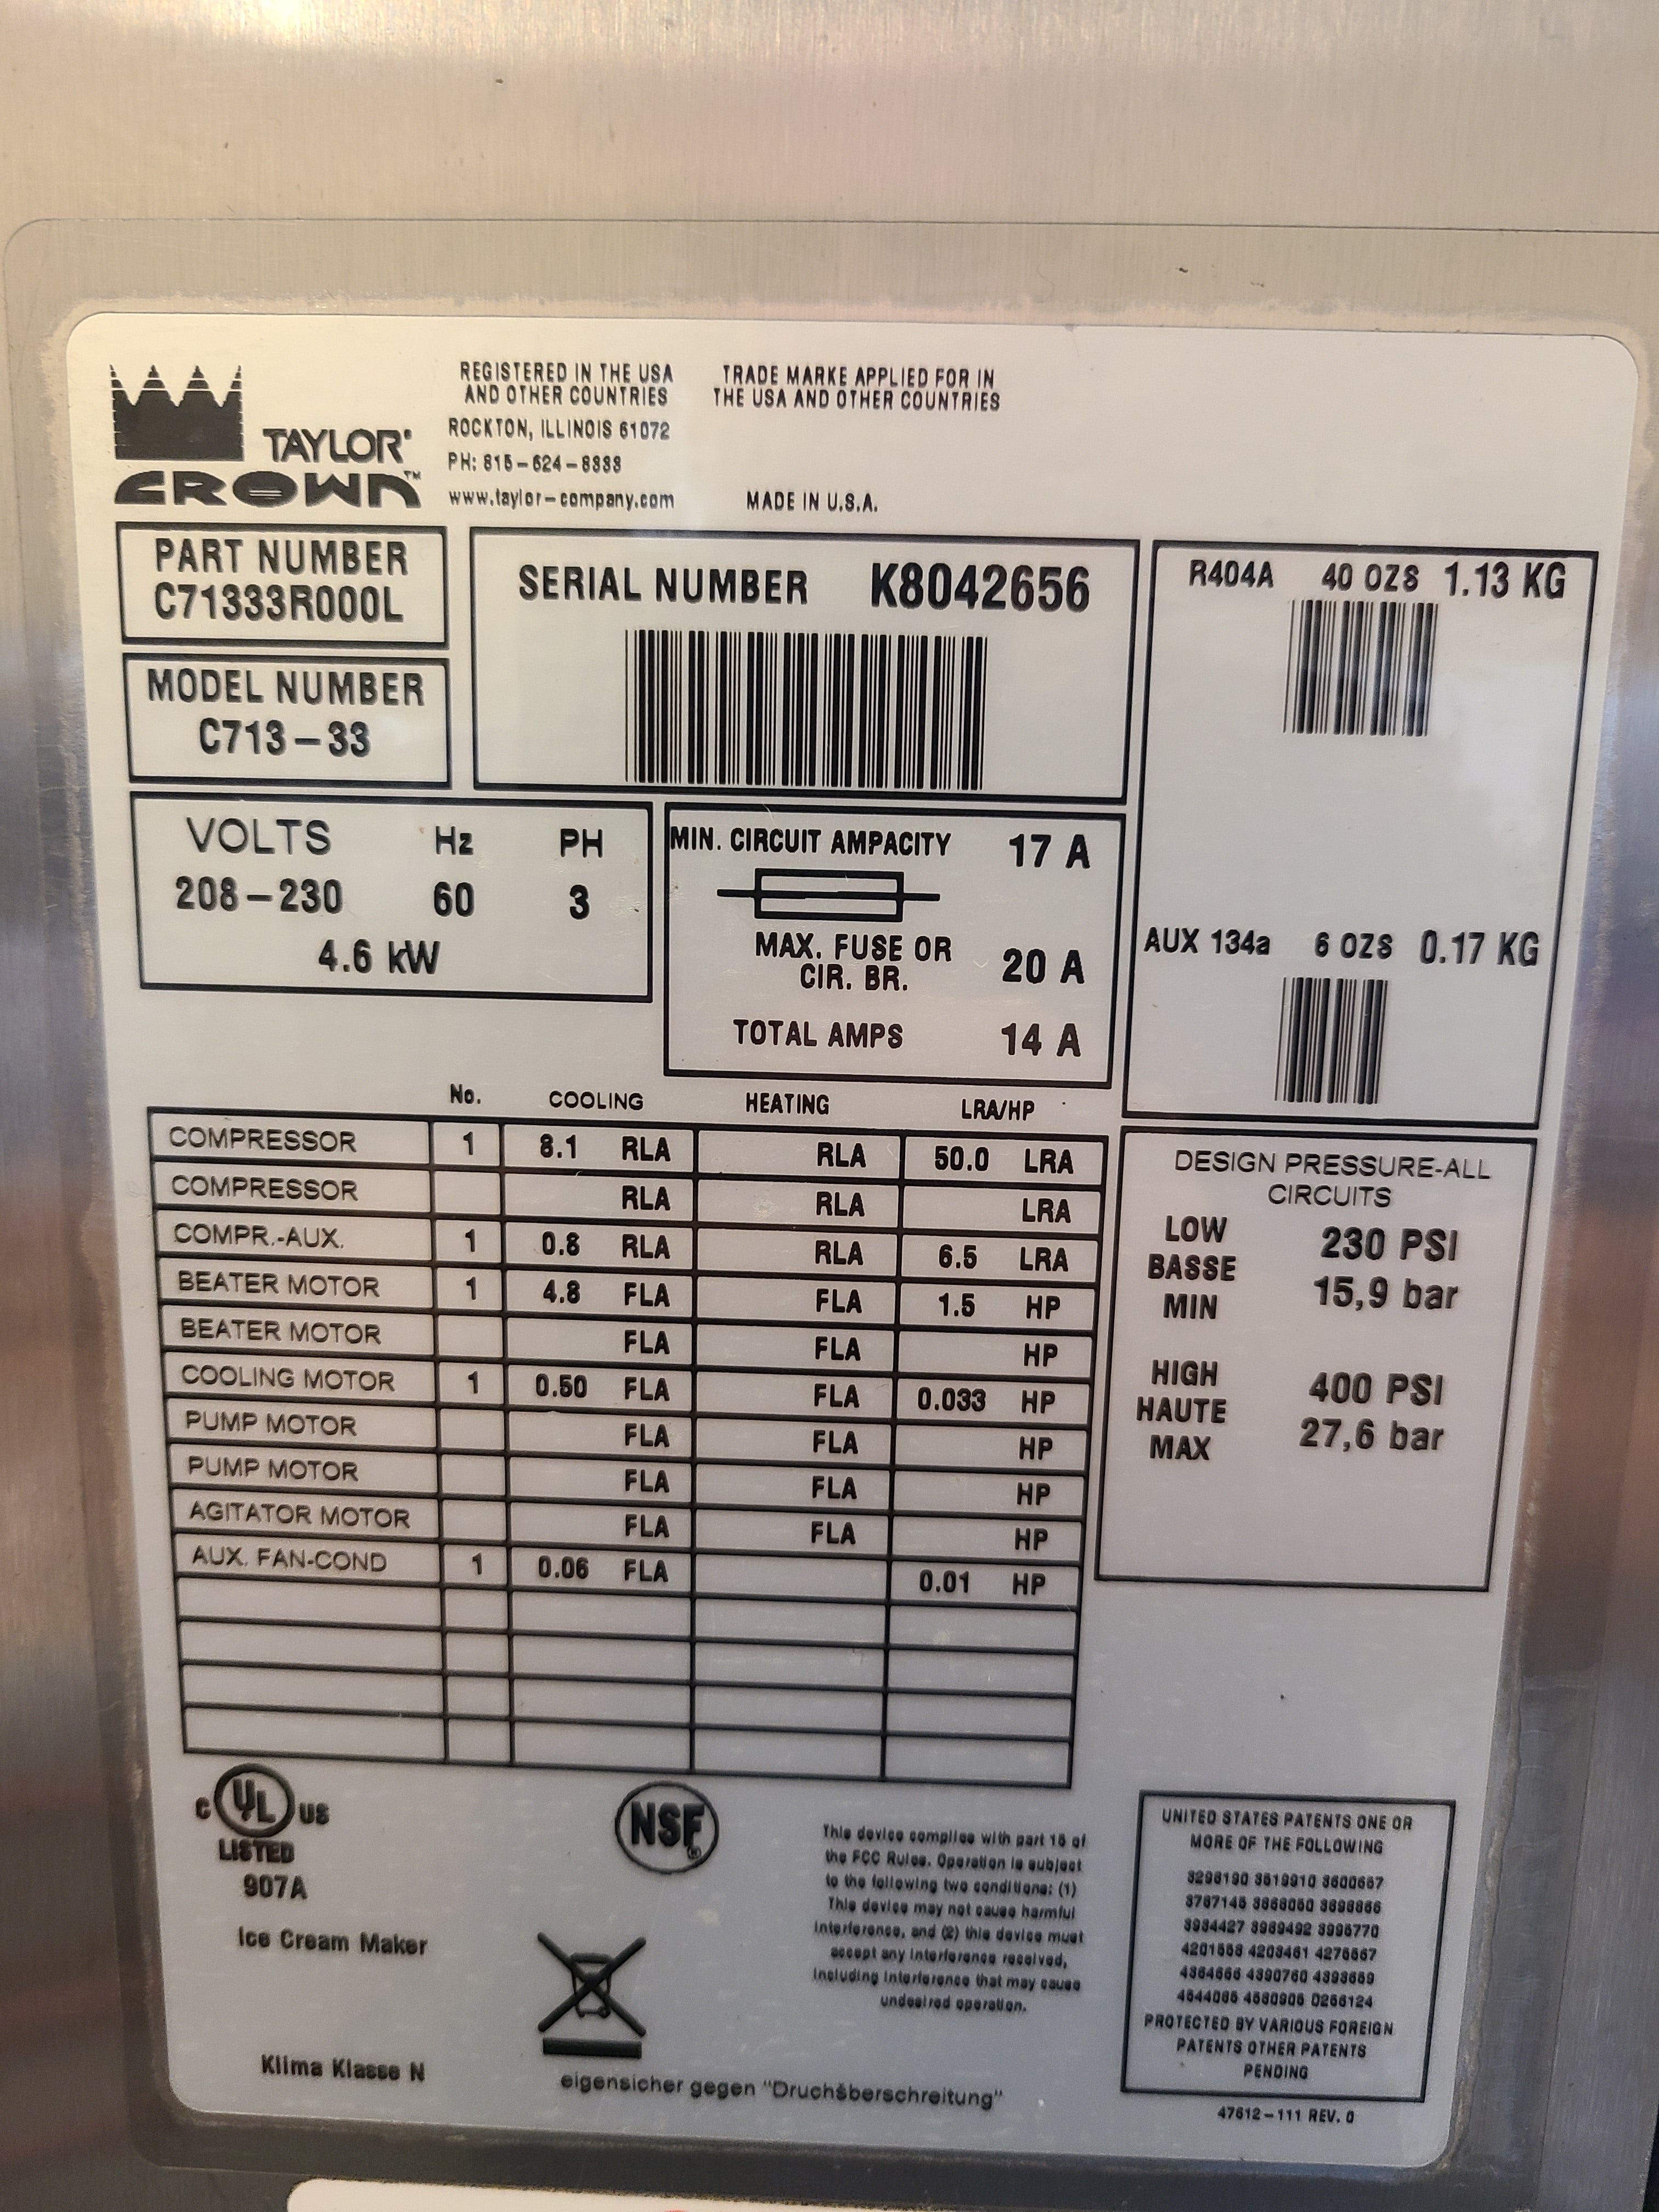 TAYLOR®
CROWN™
REGISTERED IN THE USA
AND OTHER COUNTRIES
ROCKTON, ILLINOIS 61072
PH: 815-624-8333
www.taylor-company.com
TRADE MARKE APPLIED FOR IN
THE USA AND OTHER COUNTRIES
MADE IN U.S.A.
PART NUMBER
C71333R000L
MODEL NUMBER
C713-33
SERIAL NUMBER K8042656
R404A 40 OZS 1.13 KG
AUX 134a 6 OZS 0.17 KG
VOLTS Hz PH
208-230 60 3
4.6 kW
MIN. CIRCUIT AMPACITY 17 A
MAX. FUSE OR
CIR. BR. 20 A
TOTAL AMPS 14 A
No. COOLING HEATING LRA/HP
COMPRESSOR 1 8.1 RLA RLA 50.0 LRA
COMPRESSOR RLA RLA LRA
COMPR.-AUX. 1 0.8 RLA RLA 6.5 LRA
BEATER MOTOR 1 4.8 FLA FLA 1.5 HP
BEATER MOTOR FLA FLA HP
COOLING MOTOR 1 0.50 FLA FLA 0.033 HP
PUMP MOTOR FLA FLA HP
PUMP MOTOR FLA FLA HP
AGITATOR MOTOR FLA FLA HP
AUX. FAN-COND 1 0.06 FLA 0.01 HP
DESIGN PRESSURE-ALL
CIRCUITS
LOW 230 PSI
BASSE 15,9 bar
MIN
HIGH 400 PSI
HAUTE 27,6 bar
MAX
C UL US
LISTED
907A
Ice Cream Maker
Klima Klasse N
NSF®
eigensicher gegen "Druchšberschreitung"
This device complies with part 15 of
the FCC Rules. Operation is subject
to the following two conditions: (1)
This device may not cause harmful
interference, and (2) this device must
accept any interference received,
including interference that may cause
undesired operation.
UNITED STATES PATENTS ONE OR
MORE OF THE FOLLOWING
3519910
3989492
4390760
PROTECTED BY VARIOUS FOREIGN
PATENTS OTHER PATENTS
PENDING
47612-111 REV. 0